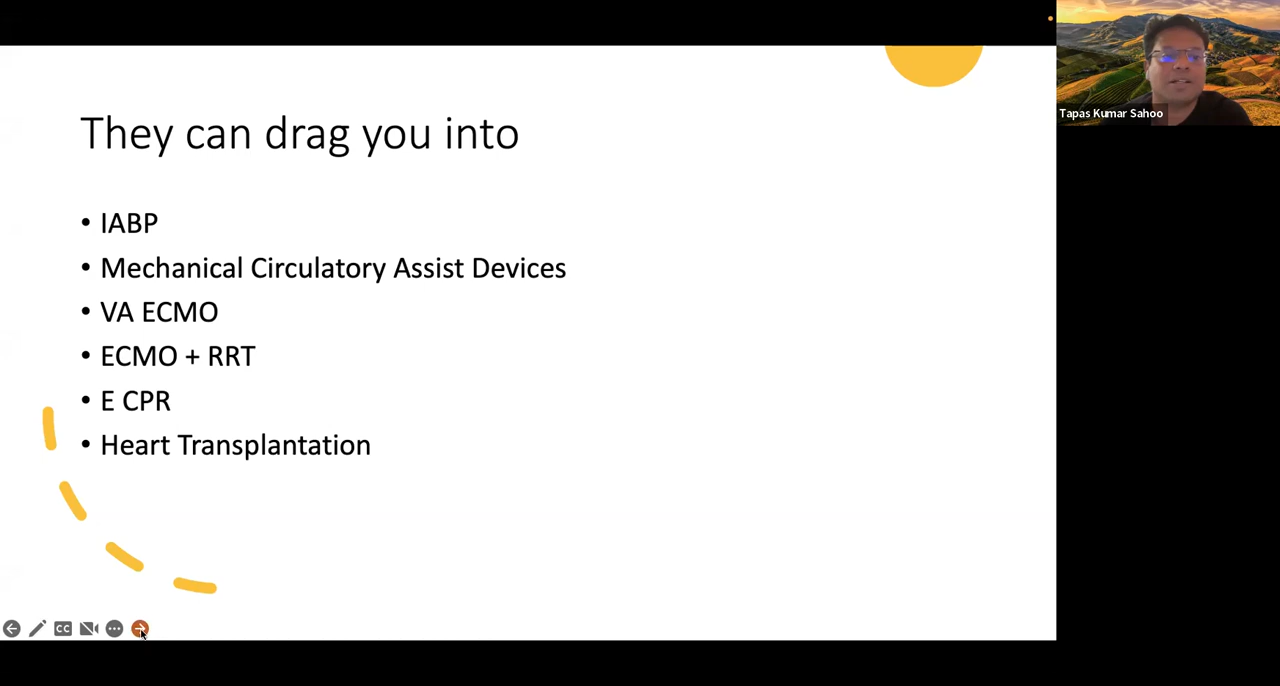 They can drag you into
• IABP
• Mechanical Circulatory Assist Devices
• VA ECMO
• ECMO + RRT
• E CPR
• Heart Transplantation
Tapas Kumar Sahoo
CC